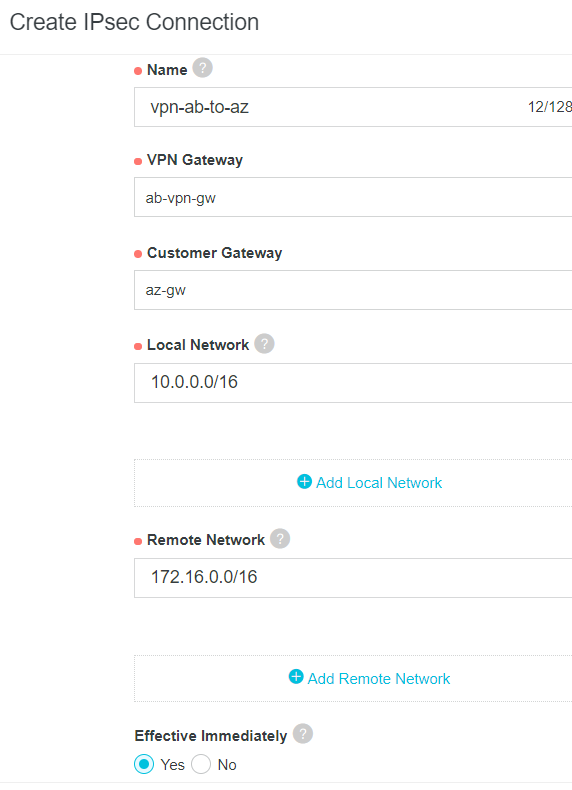 Create IPsec Connection
Name ?
vpn-ab-to-az 12/128
VPN Gateway
ab-vpn-gw
Customer Gateway
az-gw
Local Network ?
10.0.0.0/16
Add Local Network
Remote Network ?
172.16.0.0/16
Add Remote Network
Effective Immediately ?
Yes No